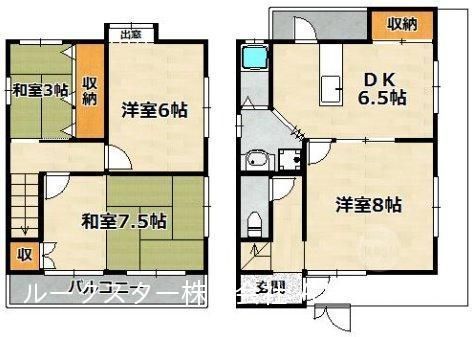 出窓
収納
和室3帖
収納
洋室6帖
DK
6.5帖
和室7.5帖
洋室8帖
収
バルコニー
玄関
ルークスター株式会社